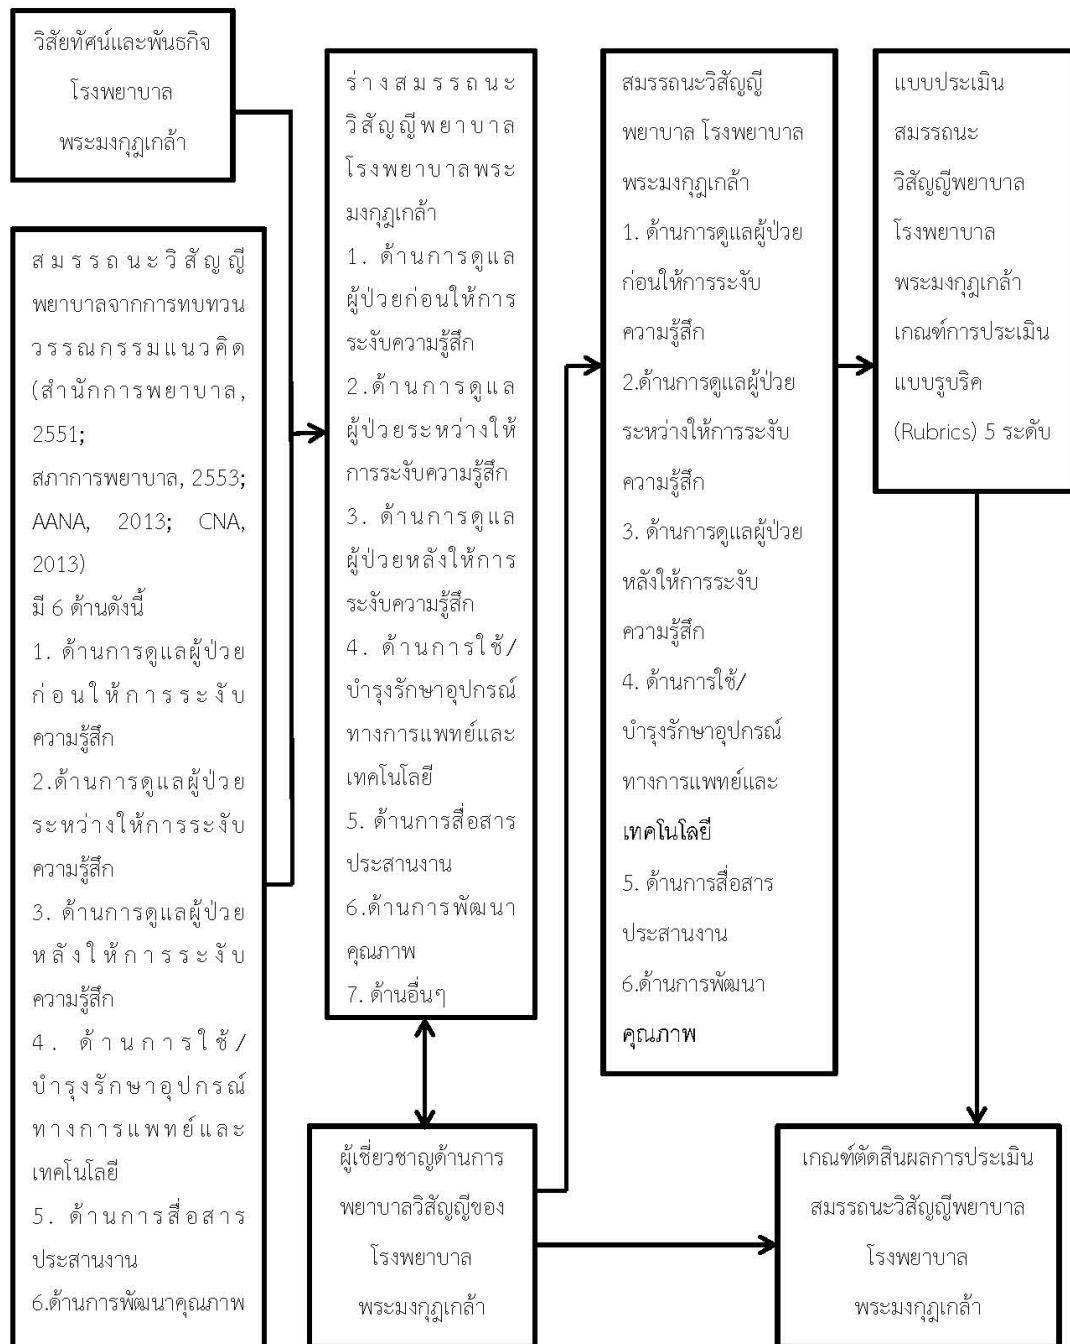 วิสัยทัศน์และพันธกิจ
โรงพยาบาล
พระมงกุฎเกล้า
สมรรถนะวิสัญญี
พยาบาลจากการทบทวน
วรรณกรรมแนวคิด
(สำนักการพยาบาล,
2551;
สภาการพยาบาล, 2553;
AANA, 2013; CNA,
2013)
มี 6 ด้านดังนี้
1. ด้านการดูแลผู้ป่วย
ก่อนให้การระงับ
ความรู้สึก
2.ด้านการดูแลผู้ป่วย
ระหว่างให้การระงับ
ความรู้สึก
3. ด้านการดูแลผู้ป่วย
หลังให้การระงับ
ความรู้สึก
4. ด้านการใช้/
บำรุงรักษาอุปกรณ์
ทางการแพทย์และ
เทคโนโลยี
5. ด้านการสื่อสาร
ประสานงาน
6.ด้านการพัฒนาคุณภาพ
ร่างสมรรถนะ
วิสัญญีพยาบาล
โรงพยาบาลพระ
มงกุฎเกล้า
1. ด้านการดูแล
ผู้ป่วยก่อนให้การ
ระงับความรู้สึก
2.ด้านการดูแล
ผู้ป่วยระหว่างให้
การระงับความรู้สึก
3. ด้านการดูแล
ผู้ป่วยหลังให้การ
ระงับความรู้สึก
4. ด้านการใช้/
บำรุงรักษาอุปกรณ์
ทางการแพทย์และ
เทคโนโลยี
5. ด้านการสื่อสาร
ประสานงาน
6.ด้านการพัฒนา
คุณภาพ
7. ด้านอื่นๆ
ผู้เชี่ยวชาญด้านการ
พยาบาลวิสัญญีของ
โรงพยาบาล
พระมงกุฎเกล้า
สมรรถนะวิสัญญี
พยาบาล โรงพยาบาล
พระมงกุฎเกล้า
1. ด้านการดูแลผู้ป่วย
ก่อนให้การระงับ
ความรู้สึก
2.ด้านการดูแลผู้ป่วย
ระหว่างให้การระงับ
ความรู้สึก
3. ด้านการดูแลผู้ป่วย
หลังให้การระงับ
ความรู้สึก
4. ด้านการใช้/
บำรุงรักษาอุปกรณ์
ทางการแพทย์และ
เทคโนโลยี
5. ด้านการสื่อสาร
ประสานงาน
6.ด้านการพัฒนา
คุณภาพ
แบบประเมิน
สมรรถนะ
วิสัญญีพยาบาล
โรงพยาบาล
พระมงกุฎเกล้า
เกณฑ์การประเมิน
แบบรูบริค
(Rubrics) 5 ระดับ
เกณฑ์ตัดสินผลการประเมิน
สมรรถนะวิสัญญีพยาบาล
โรงพยาบาล
พระมงกุฎเกล้า